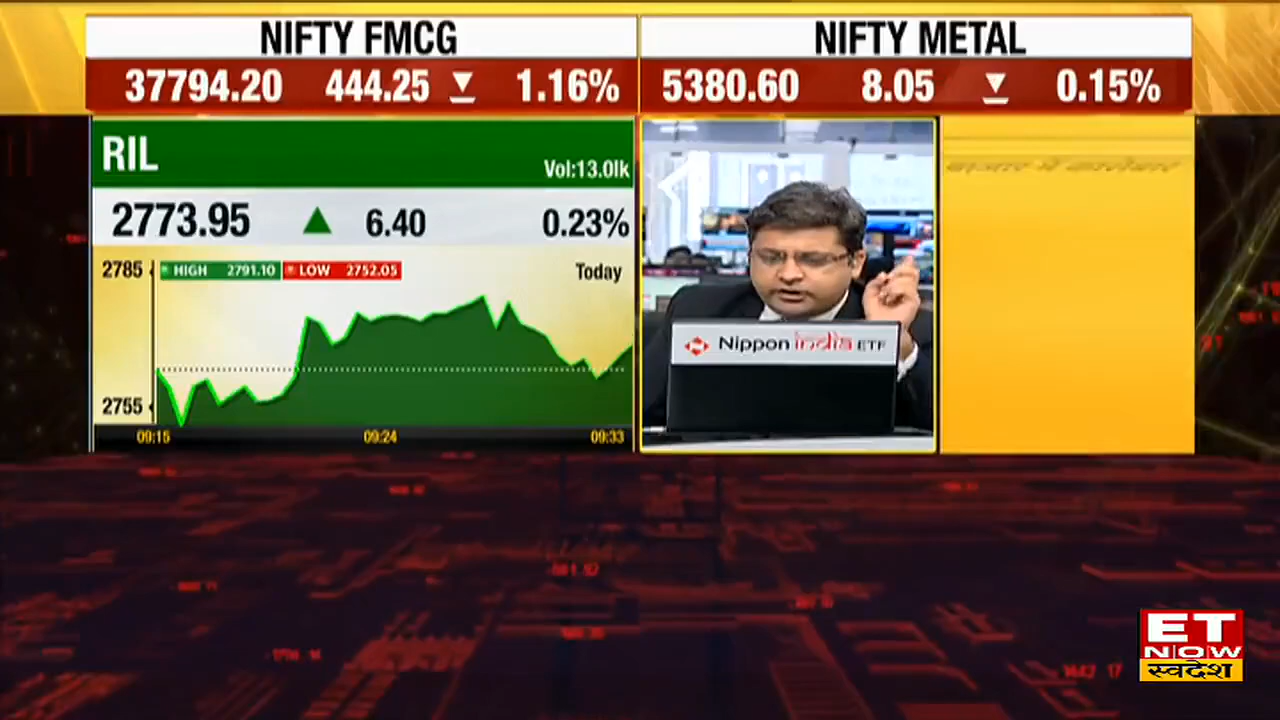 NIFTY FMCG
37794.20 444.25 ▼ 1.16%
NIFTY METAL
5380.60 8.05 ▼ 0.15%
RIL
Vol:13.0lk
2773.95 ▲ 6.40 0.23%
2785 HIGH 2791.10 LOW 2752.05 Today
2755
09:15 09:24 09:33
Nippon india ETF
ET
NOW
स्वदेश